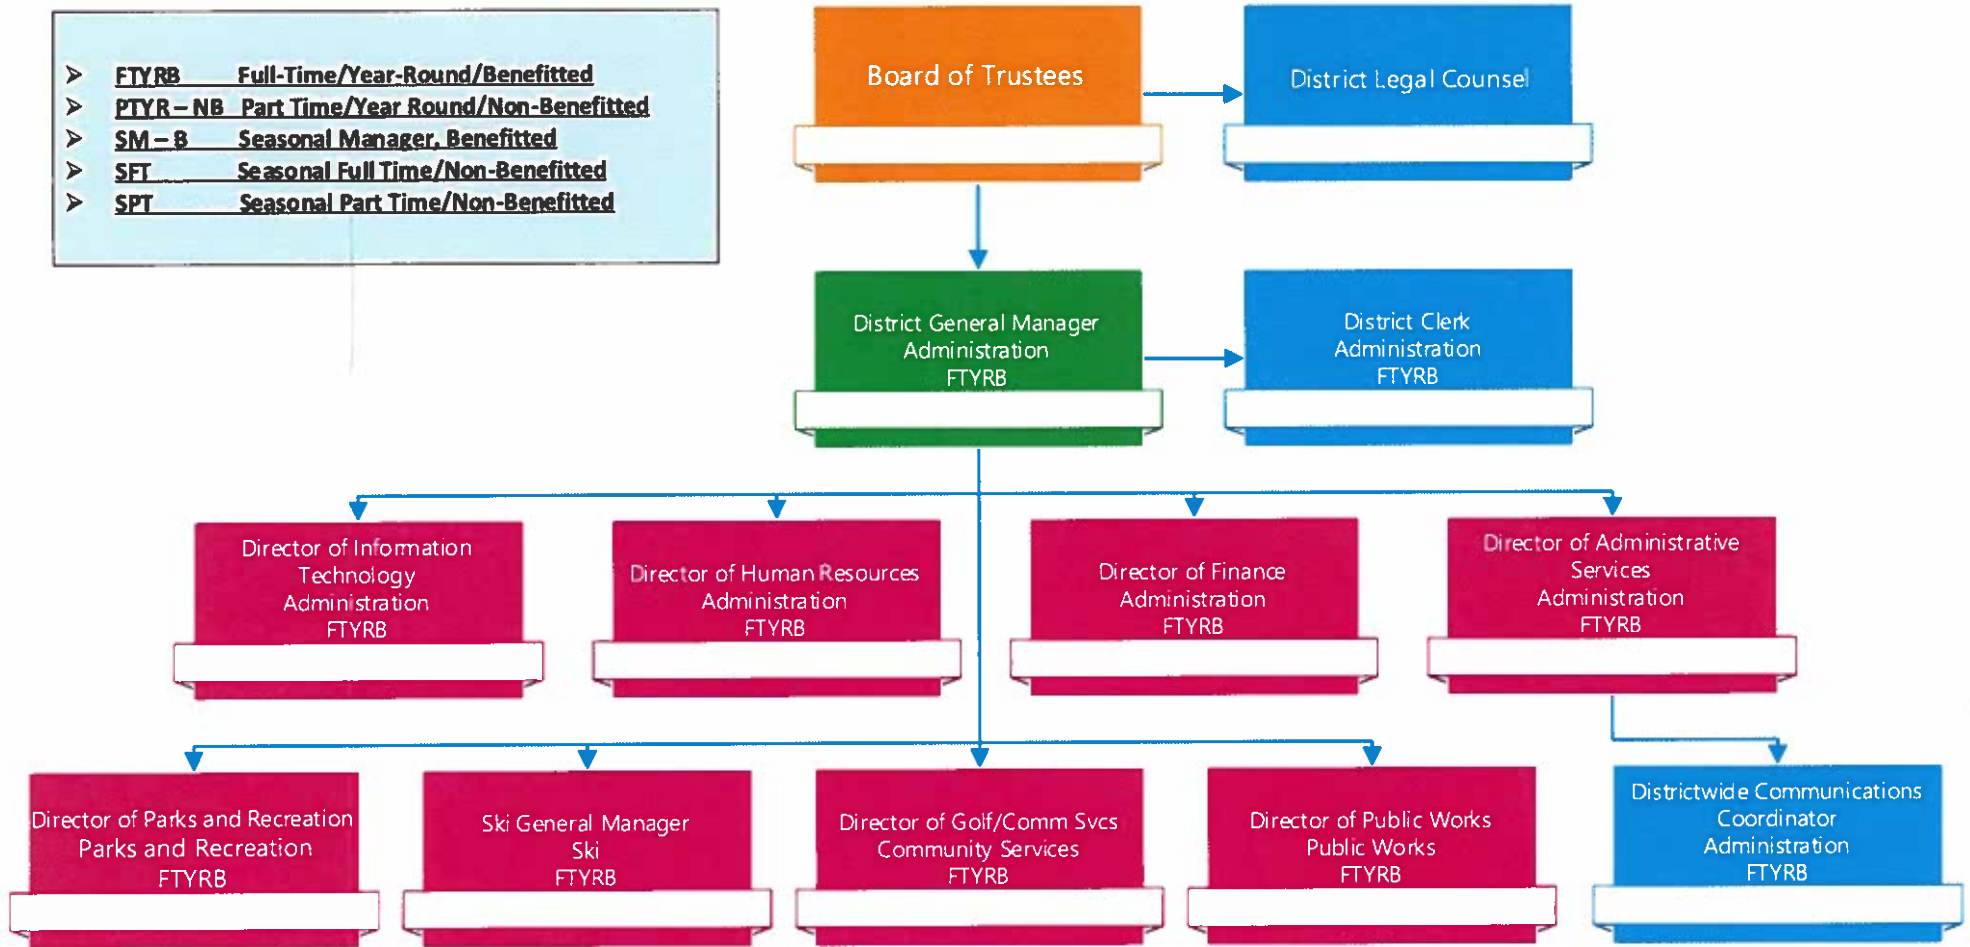 FTYRB Full-Time/Year-Round/Benefitted
PTYR – NB Part Time/Year Round/Non-Benefitted
SM – B Seasonal Manager, Benefitted
SFT Seasonal Full Time/Non-Benefitted
SPT Seasonal Part Time/Non-Benefitted
Board of Trustees
District Legal Counsel
District General Manager
Administration
FTYRB
District Clerk
Administration
FTYRB
Director of Information
Technology
Administration
FTYRB
Director of Human Resources
Administration
FTYRB
Director of Finance
Administration
FTYRB
Director of Administrative
Services
Administration
FTYRB
Director of Parks and Recreation
Parks and Recreation
FTYRB
Ski General Manager
Ski
FTYRB
Director of Golf/Comm Svcs
Community Services
FTYRB
Director of Public Works
Public Works
FTYRB
Districtwide Communications
Coordinator
Administration
FTYRB